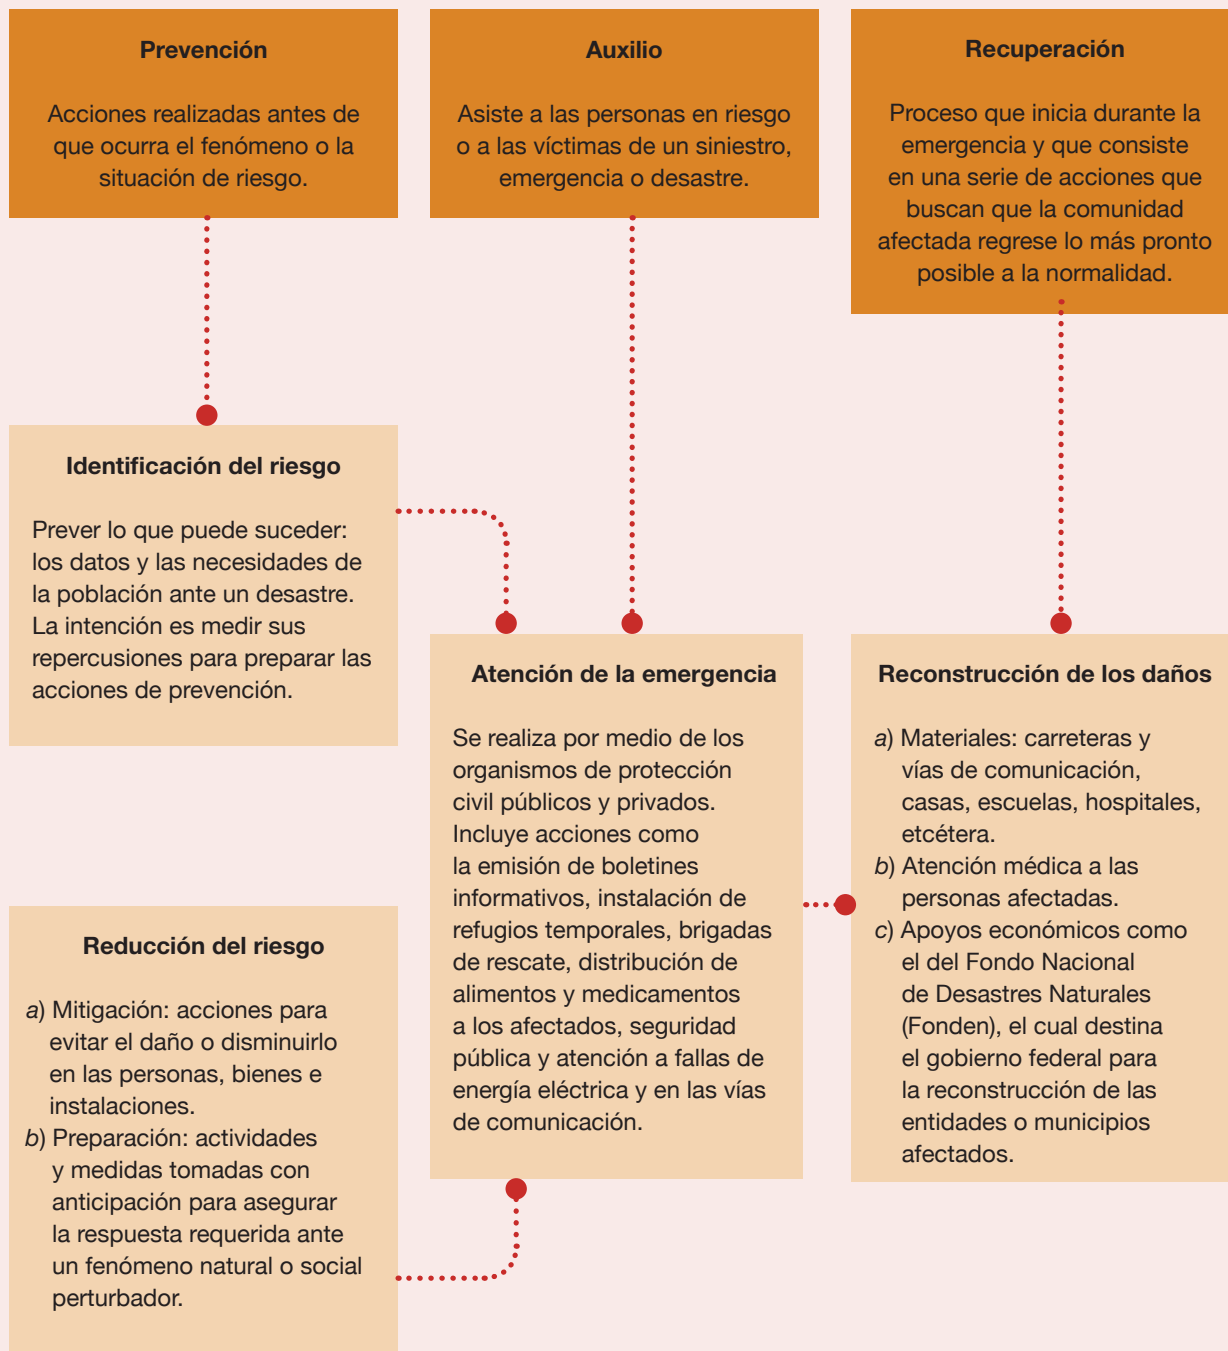 Prevención
Acciones realizadas antes de
que ocurra el fenómeno o la
situación de riesgo.
Auxilio
Asiste a las personas en riesgo
o a las víctimas de un siniestro,
emergencia o desastre.
Recuperación
Proceso que inicia durante la
emergencia y que consiste
en una serie de acciones que
buscan que la comunidad
afectada regrese lo más pronto
posible a la normalidad.
Identificación del riesgo
Prever lo que puede suceder:
los datos y las necesidades de
la población ante un desastre.
La intención es medir sus
repercusiones para preparar las
acciones de prevención.
Reducción del riesgo
a) Mitigación: acciones para
evitar el daño o disminuirlo
en las personas, bienes e
instalaciones.
b) Preparación: actividades
y medidas tomadas con
anticipación para asegurar
la respuesta requerida ante
un fenómeno natural o social
perturbador.
Atención de la emergencia
Se realiza por medio de los
organismos de protección
civil públicos y privados.
Incluye acciones como
la emisión de boletines
informativos, instalación de
refugios temporales, brigadas
de rescate, distribución de
alimentos y medicamentos
a los afectados, seguridad
pública y atención a fallas de
energía eléctrica y en las vías
de comunicación.
Reconstrucción de los daños
a) Materiales: carreteras y
vías de comunicación,
casas, escuelas, hospitales,
etcétera.
b) Atención médica a las
personas afectadas.
c) Apoyos económicos como
el del Fondo Nacional
de Desastres Naturales
(Fonden), el cual destina
el gobierno federal para
la reconstrucción de las
entidades o municipios
afectados.